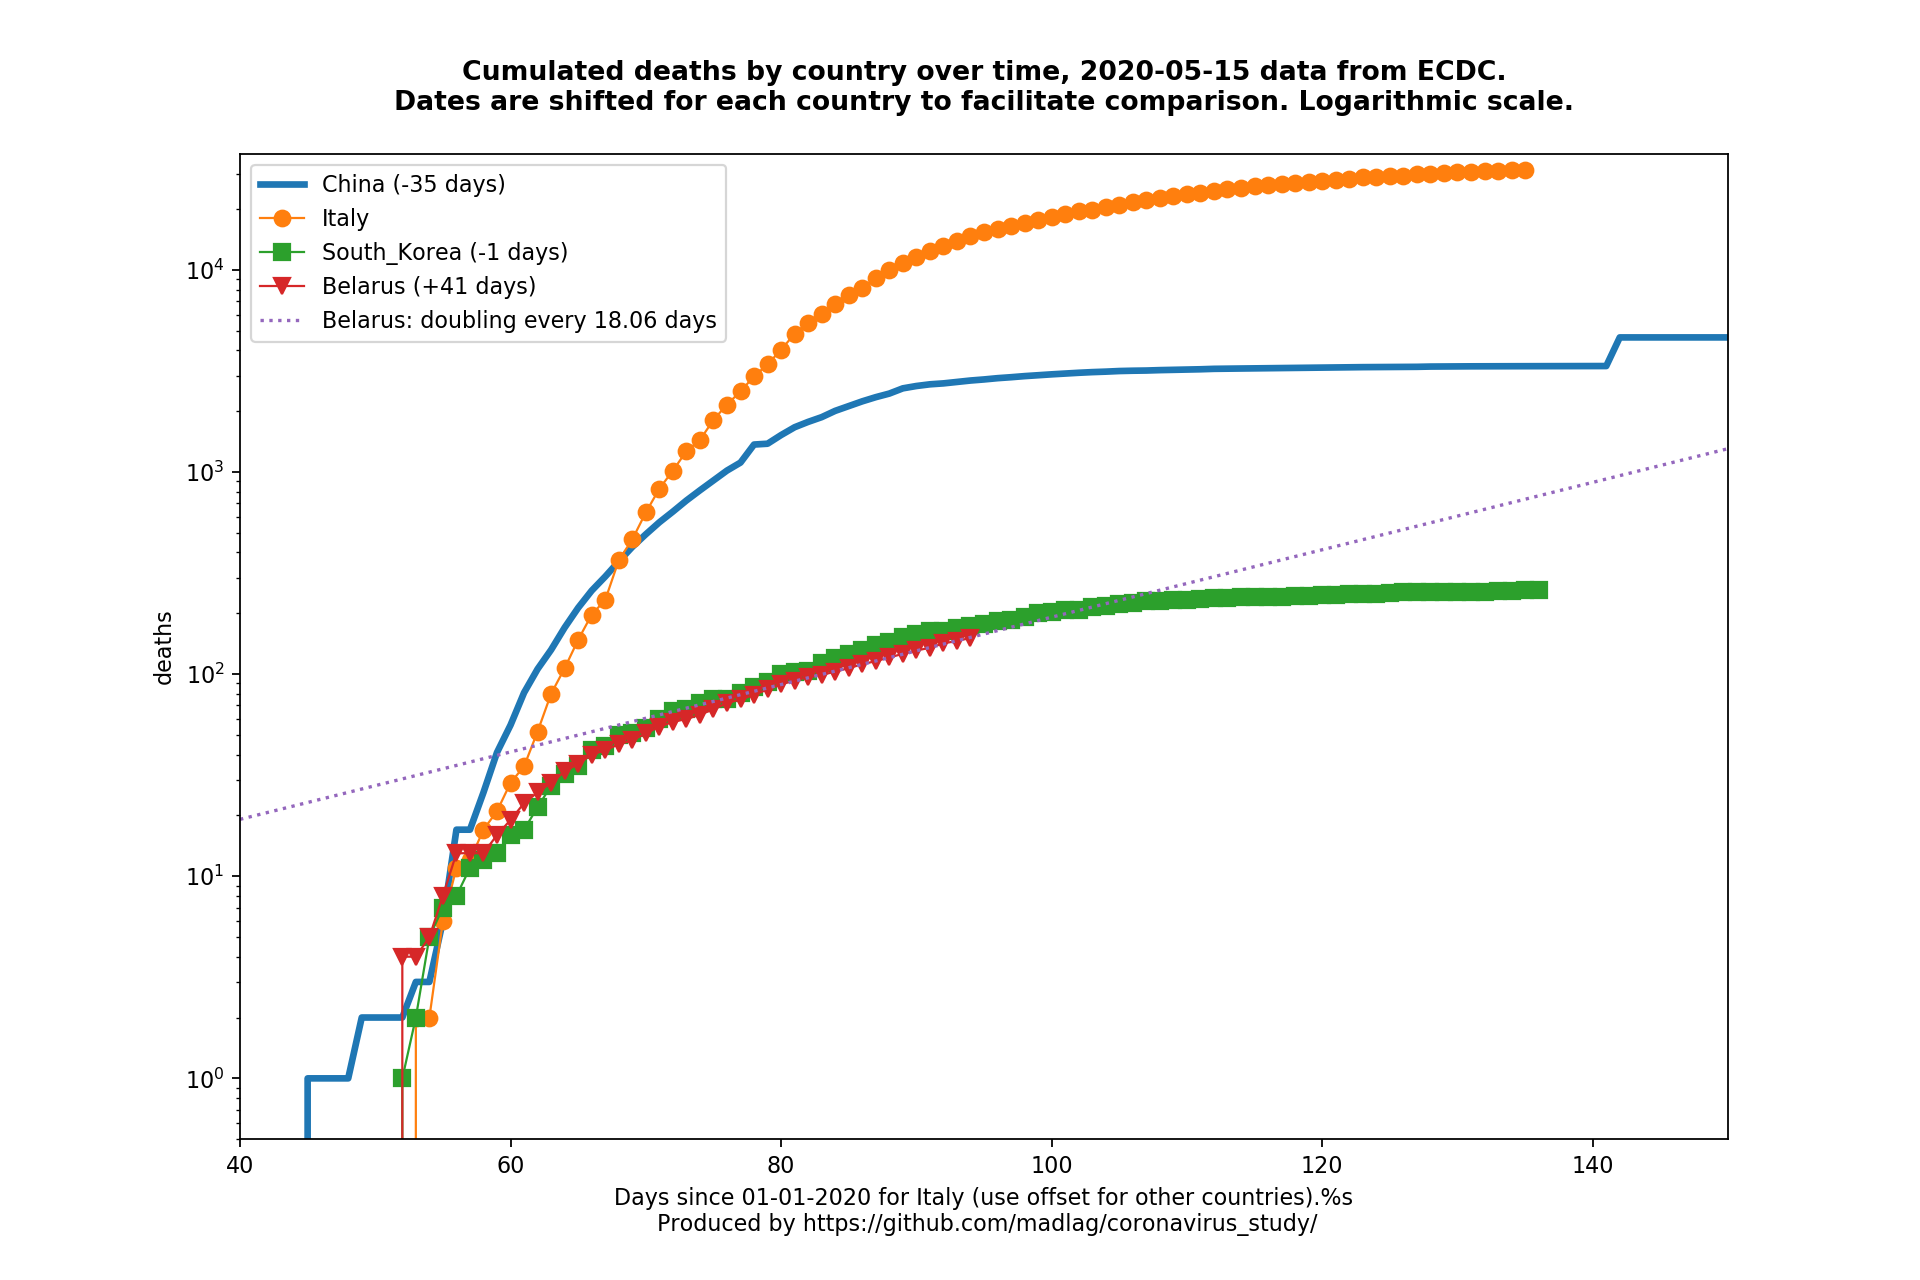 Cumulated deaths by country over time, 2020-05-15 data from ECDC.
Dates are shifted for each country to facilitate comparison. Logarithmic scale.
China (-35 days)
Italy
South_Korea (-1 days)
Belarus (+41 days)
Belarus: doubling every 18.06 days
deaths
10⁴
10³
10²
10¹
10⁰
40 60 80 100 120 140
Days since 01-01-2020 for Italy (use offset for other countries).%s
Produced by https://github.com/madlag/coronavirus_study/